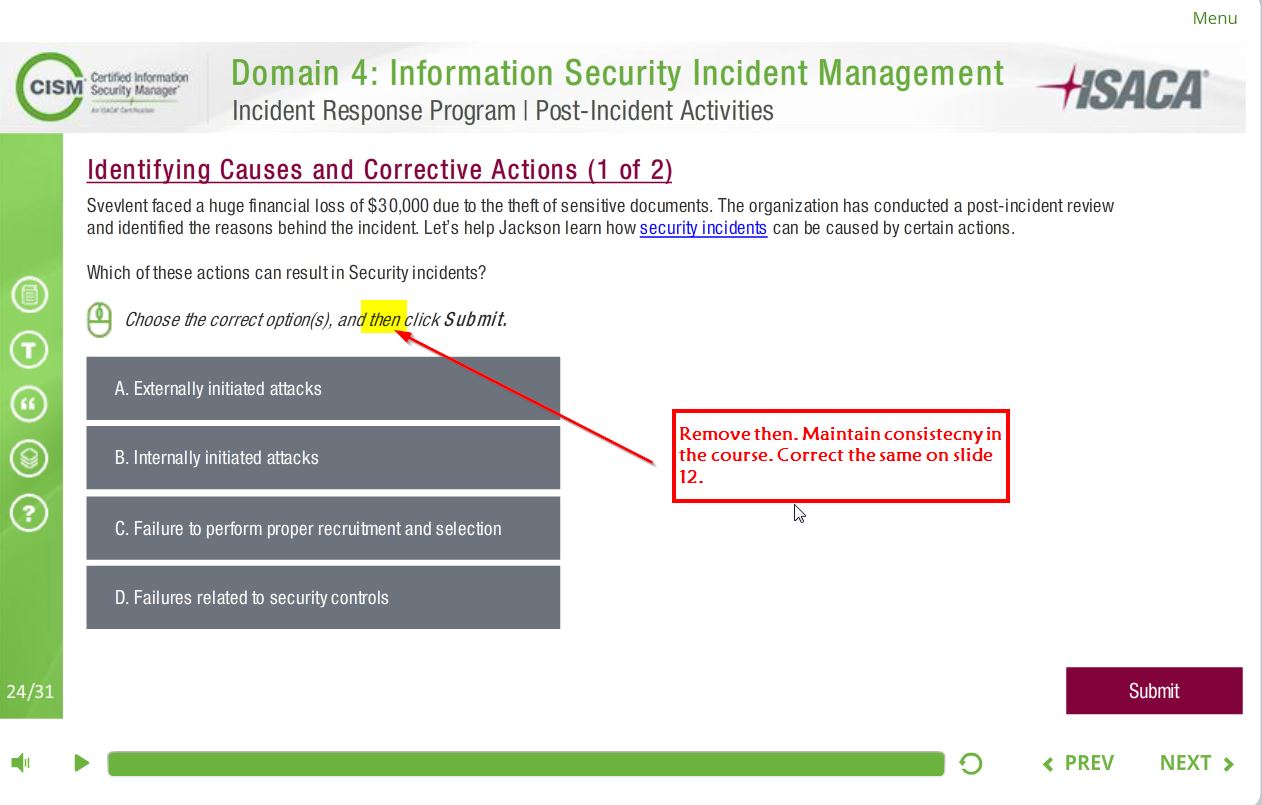 Menu
CISM
Certified Information
Security Manager®
An ISACA® Certification
Domain 4: Information Security Incident Management
Incident Response Program | Post-Incident Activities
ISACA®
Identifying Causes and Corrective Actions (1 of 2)
Svevlent faced a huge financial loss of $30,000 due to the theft of sensitive documents. The organization has conducted a post-incident review
and identified the reasons behind the incident. Let's help Jackson learn how security incidents can be caused by certain actions.
Which of these actions can result in Security incidents?
Choose the correct option(s), and then click Submit.
A. Externally initiated attacks
B. Internally initiated attacks
C. Failure to perform proper recruitment and selection
D. Failures related to security controls
Remove then. Maintain consistecny in
the course. Correct the same on slide
12.
T
?
24/31
Submit
PREV
NEXT